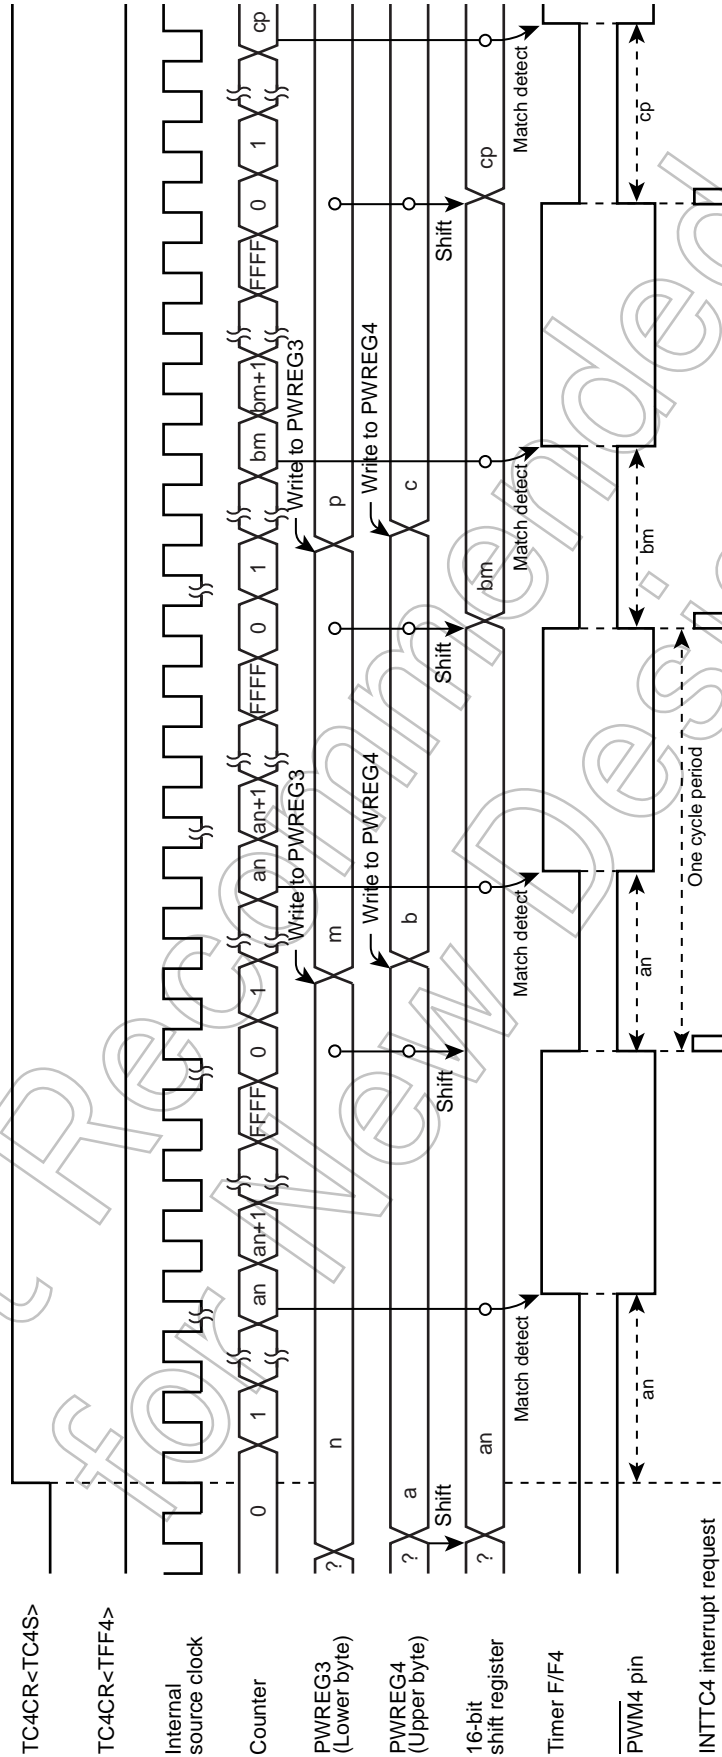 TC4CR<TC4S>
TC4CR<TFF4>
Internal
source clock
Counter
0 1 an an+1 FFFF 0 1 an an+1 FFFF 0 1 bm bm+1 FFFF 0 1 cp
Write to PWREG3 Write to PWREG3
PWREG3
(Lower byte)
? n m p
Write to PWREG4 Write to PWREG4
PWREG4
(Upper byte)
? a b c
Shift Shift Shift Shift
16-bit
shift register
? an bm cp
Match detect Match detect Match detect Match detect
Timer F/F4
PWM4 pin
an an bm cp
One cycle period
INTTC4 interrupt request
t Recommended
for New Desi